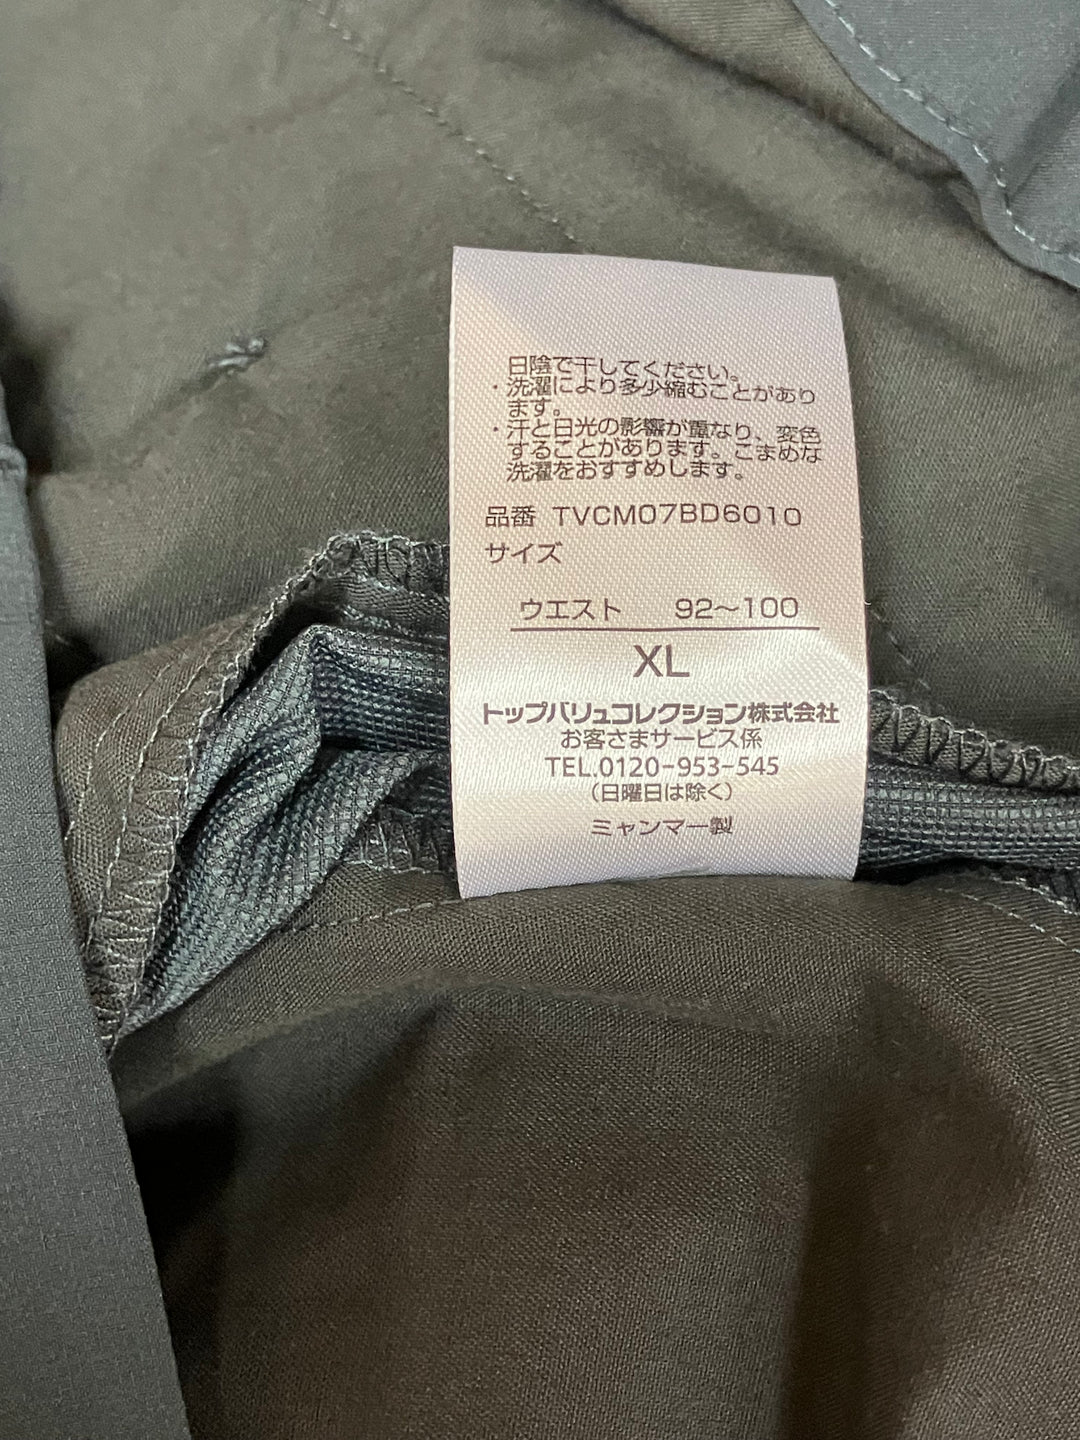 日陰で干してください。
・洗濯により多少縮むことがあり
ます。
・汗と日光の影響が重なり、変色
することがあります。こまめな
洗濯をおすすめします。
品番 TVCM07BD6010
サイズ
ウエスト 92〜100
XL
トップバリュコレクション株式会社
お客さまサービス係
TEL.0120-953-545
(日曜日は除く)
ミャンマー製